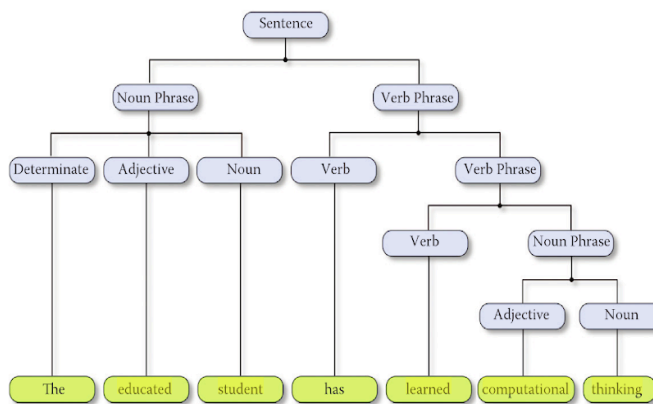 Sentence
Noun Phrase
Verb Phrase
Determinate
Adjective
Noun
Verb
Verb Phrase
Verb
Noun Phrase
Adjective
Noun
The
educated
student
has
learned
computational
thinking